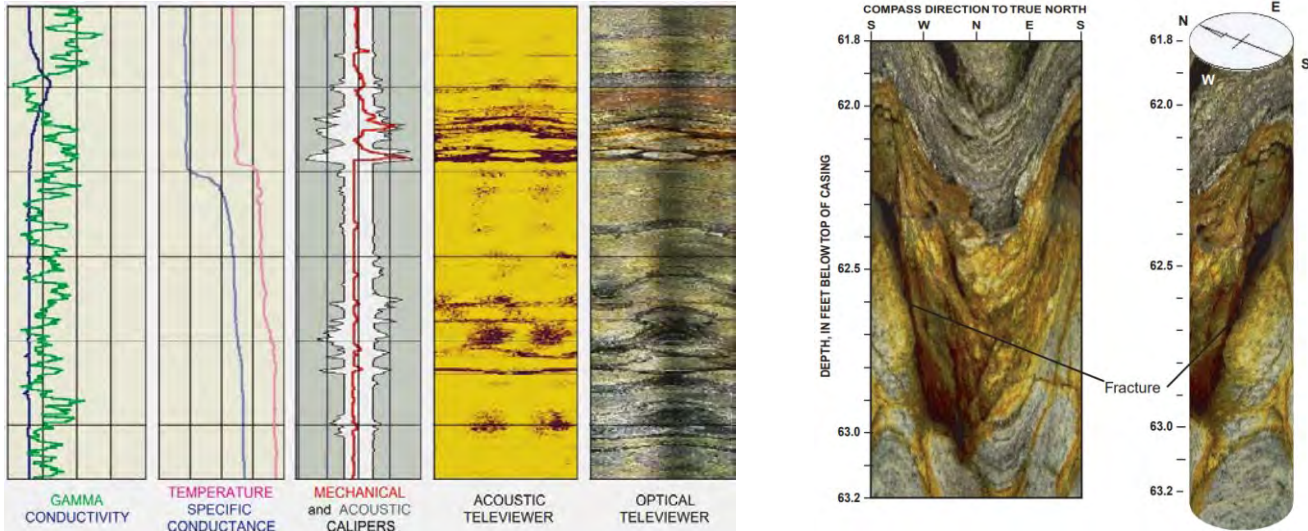 GAMMA
CONDUCTIVITY
TEMPERATURE
SPECIFIC
CONDUCTANCE
MECHANICAL
and ACOUSTIC
CALIPERS
ACOUSTIC
TELEVIEWER
OPTICAL
TELEVIEWER
COMPASS DIRECTION TO TRUE NORTH
S W N E S
DEPTH, IN FEET BELOW TOP OF CASING
61.8
62.0
62.5
63.0
63.2
Fracture
N E
W S
61.8
62.0
62.5
63.0
63.2